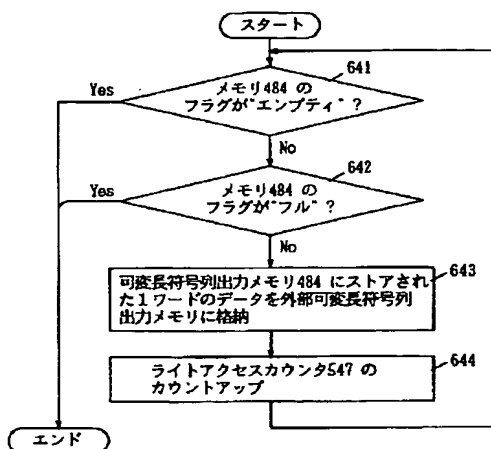 スタート
641
メモリ484 の
フラグが"エンプティ"?
Yes
No
642
メモリ484 の
フラグが"フル"?
Yes
No
643
可変長符号列出力メモリ484 にストアされ
た1ワードのデータを外部可変長符号列
出力メモリに格納
644
ライトアクセスカウンタ547 の
カウントアップ
エンド